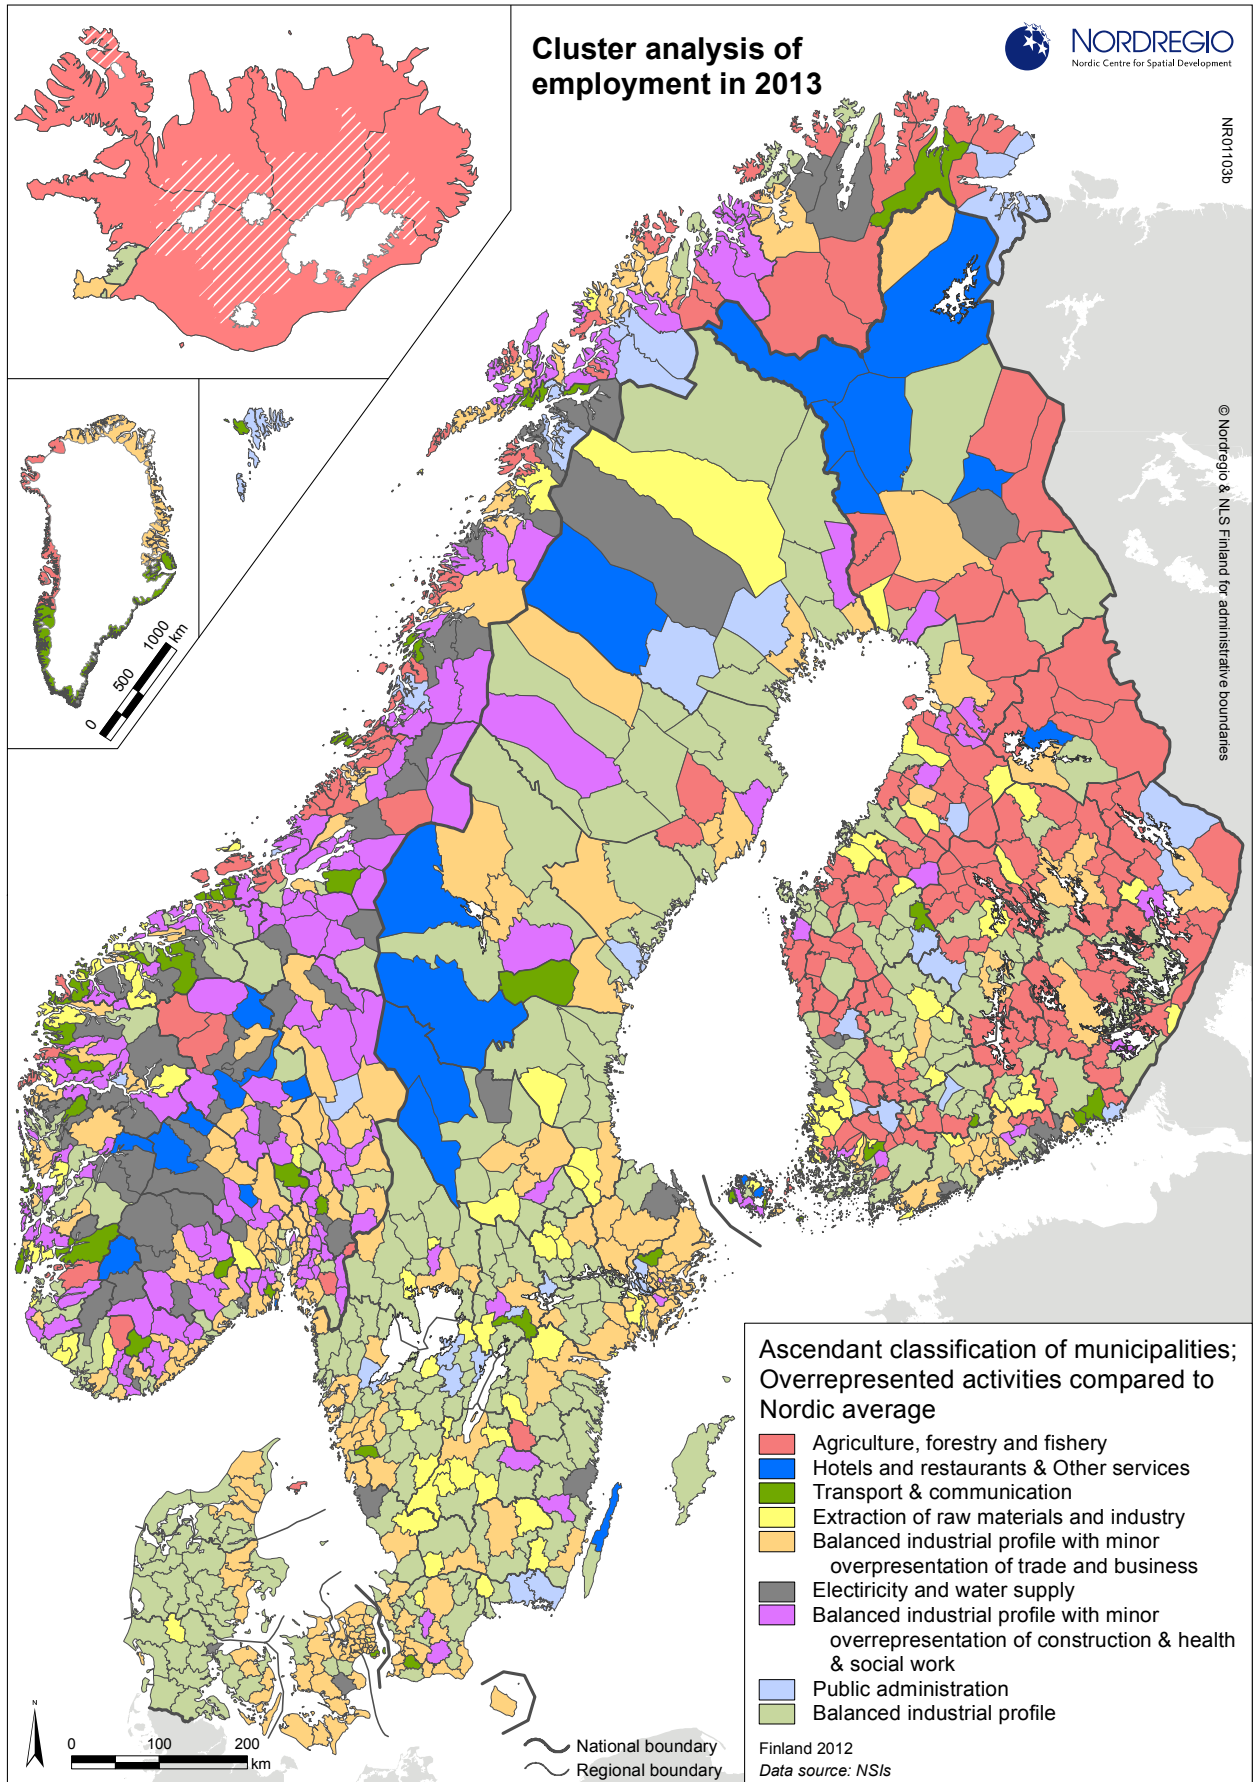 Cluster analysis of
employment in 2013
NORDREGIO
Nordic Centre for Spatial Development
NR01103b
© Nordregio & NLS Finland for administrative boundaries
0 500 1000
km
Ascendant classification of municipalities;
Overrepresented activities compared to
Nordic average
Agriculture, forestry and fishery
Hotels and restaurants & Other services
Transport & communication
Extraction of raw materials and industry
Balanced industrial profile with minor
overpresentation of trade and business
Electricity and water supply
Balanced industrial profile with minor
overrepresentation of construction & health
& social work
Public administration
Balanced industrial profile
Finland 2012
Data source: NSIs
N
0 100 200
km
National boundary
Regional boundary